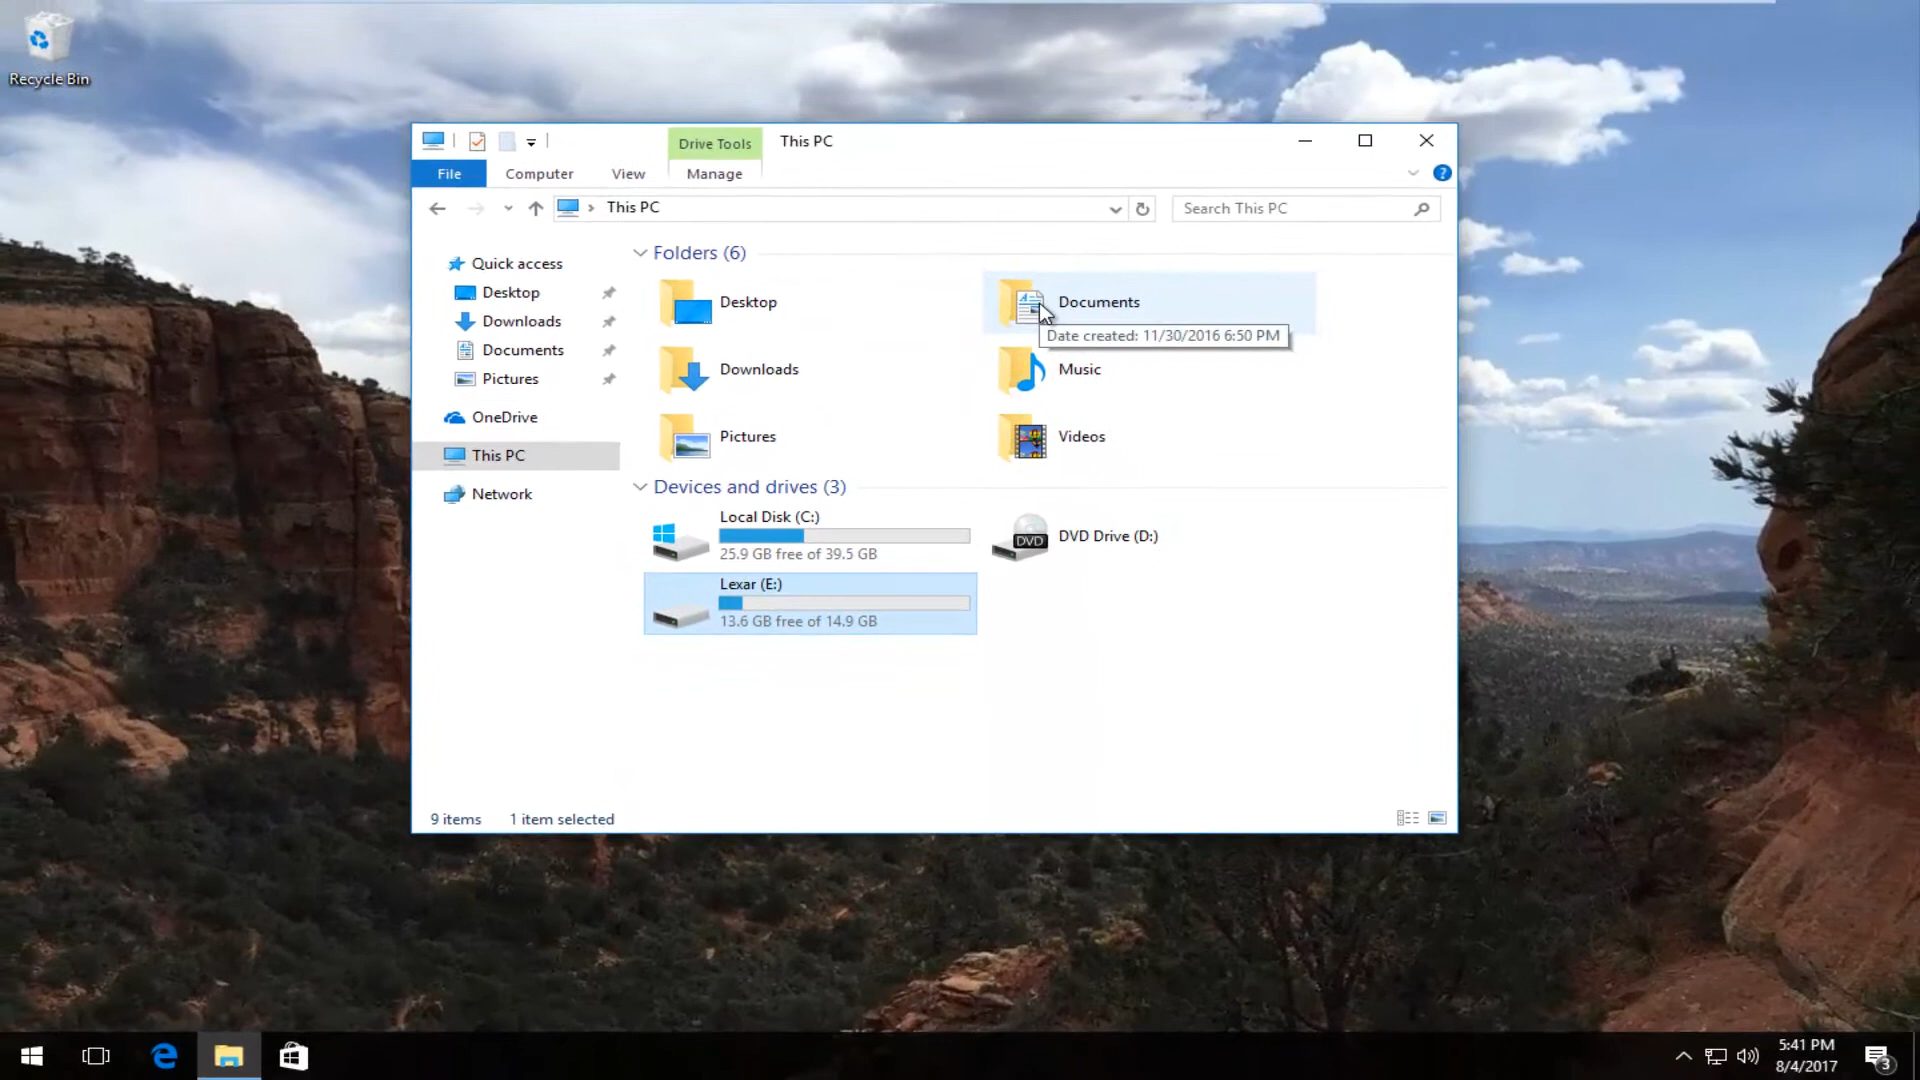 Recycle Bin
Drive Tools
This PC
File
Computer
View
Manage
This PC
Search This PC
Quick access
Desktop
Downloads
Documents
Pictures
OneDrive
This PC
Network
Folders (6)
Desktop
Documents
Date created: 11/30/2016 6:50 PM
Downloads
Music
Pictures
Videos
Devices and drives (3)
Local Disk (C:)
25.9 GB free of 39.5 GB
DVD
DVD Drive (D:)
Lexar (E:)
13.6 GB free of 14.9 GB
9 items
1 item selected
5:41 PM
8/4/2017
3